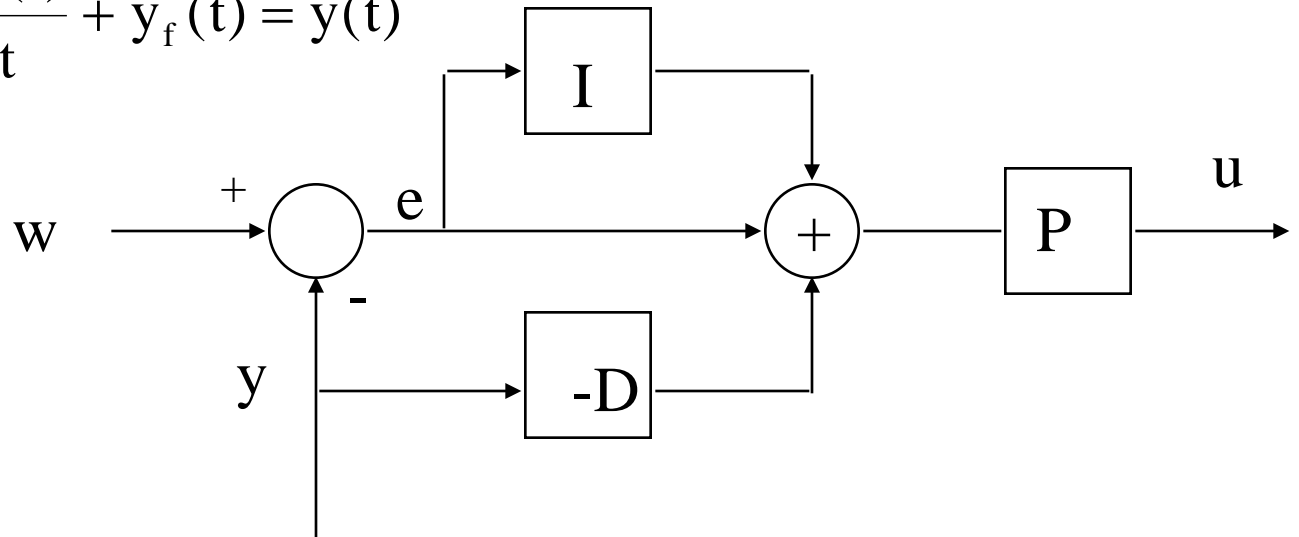 + y_f (t) = y(t)
t
I
+
w
e
+
P
u
-
y
-D